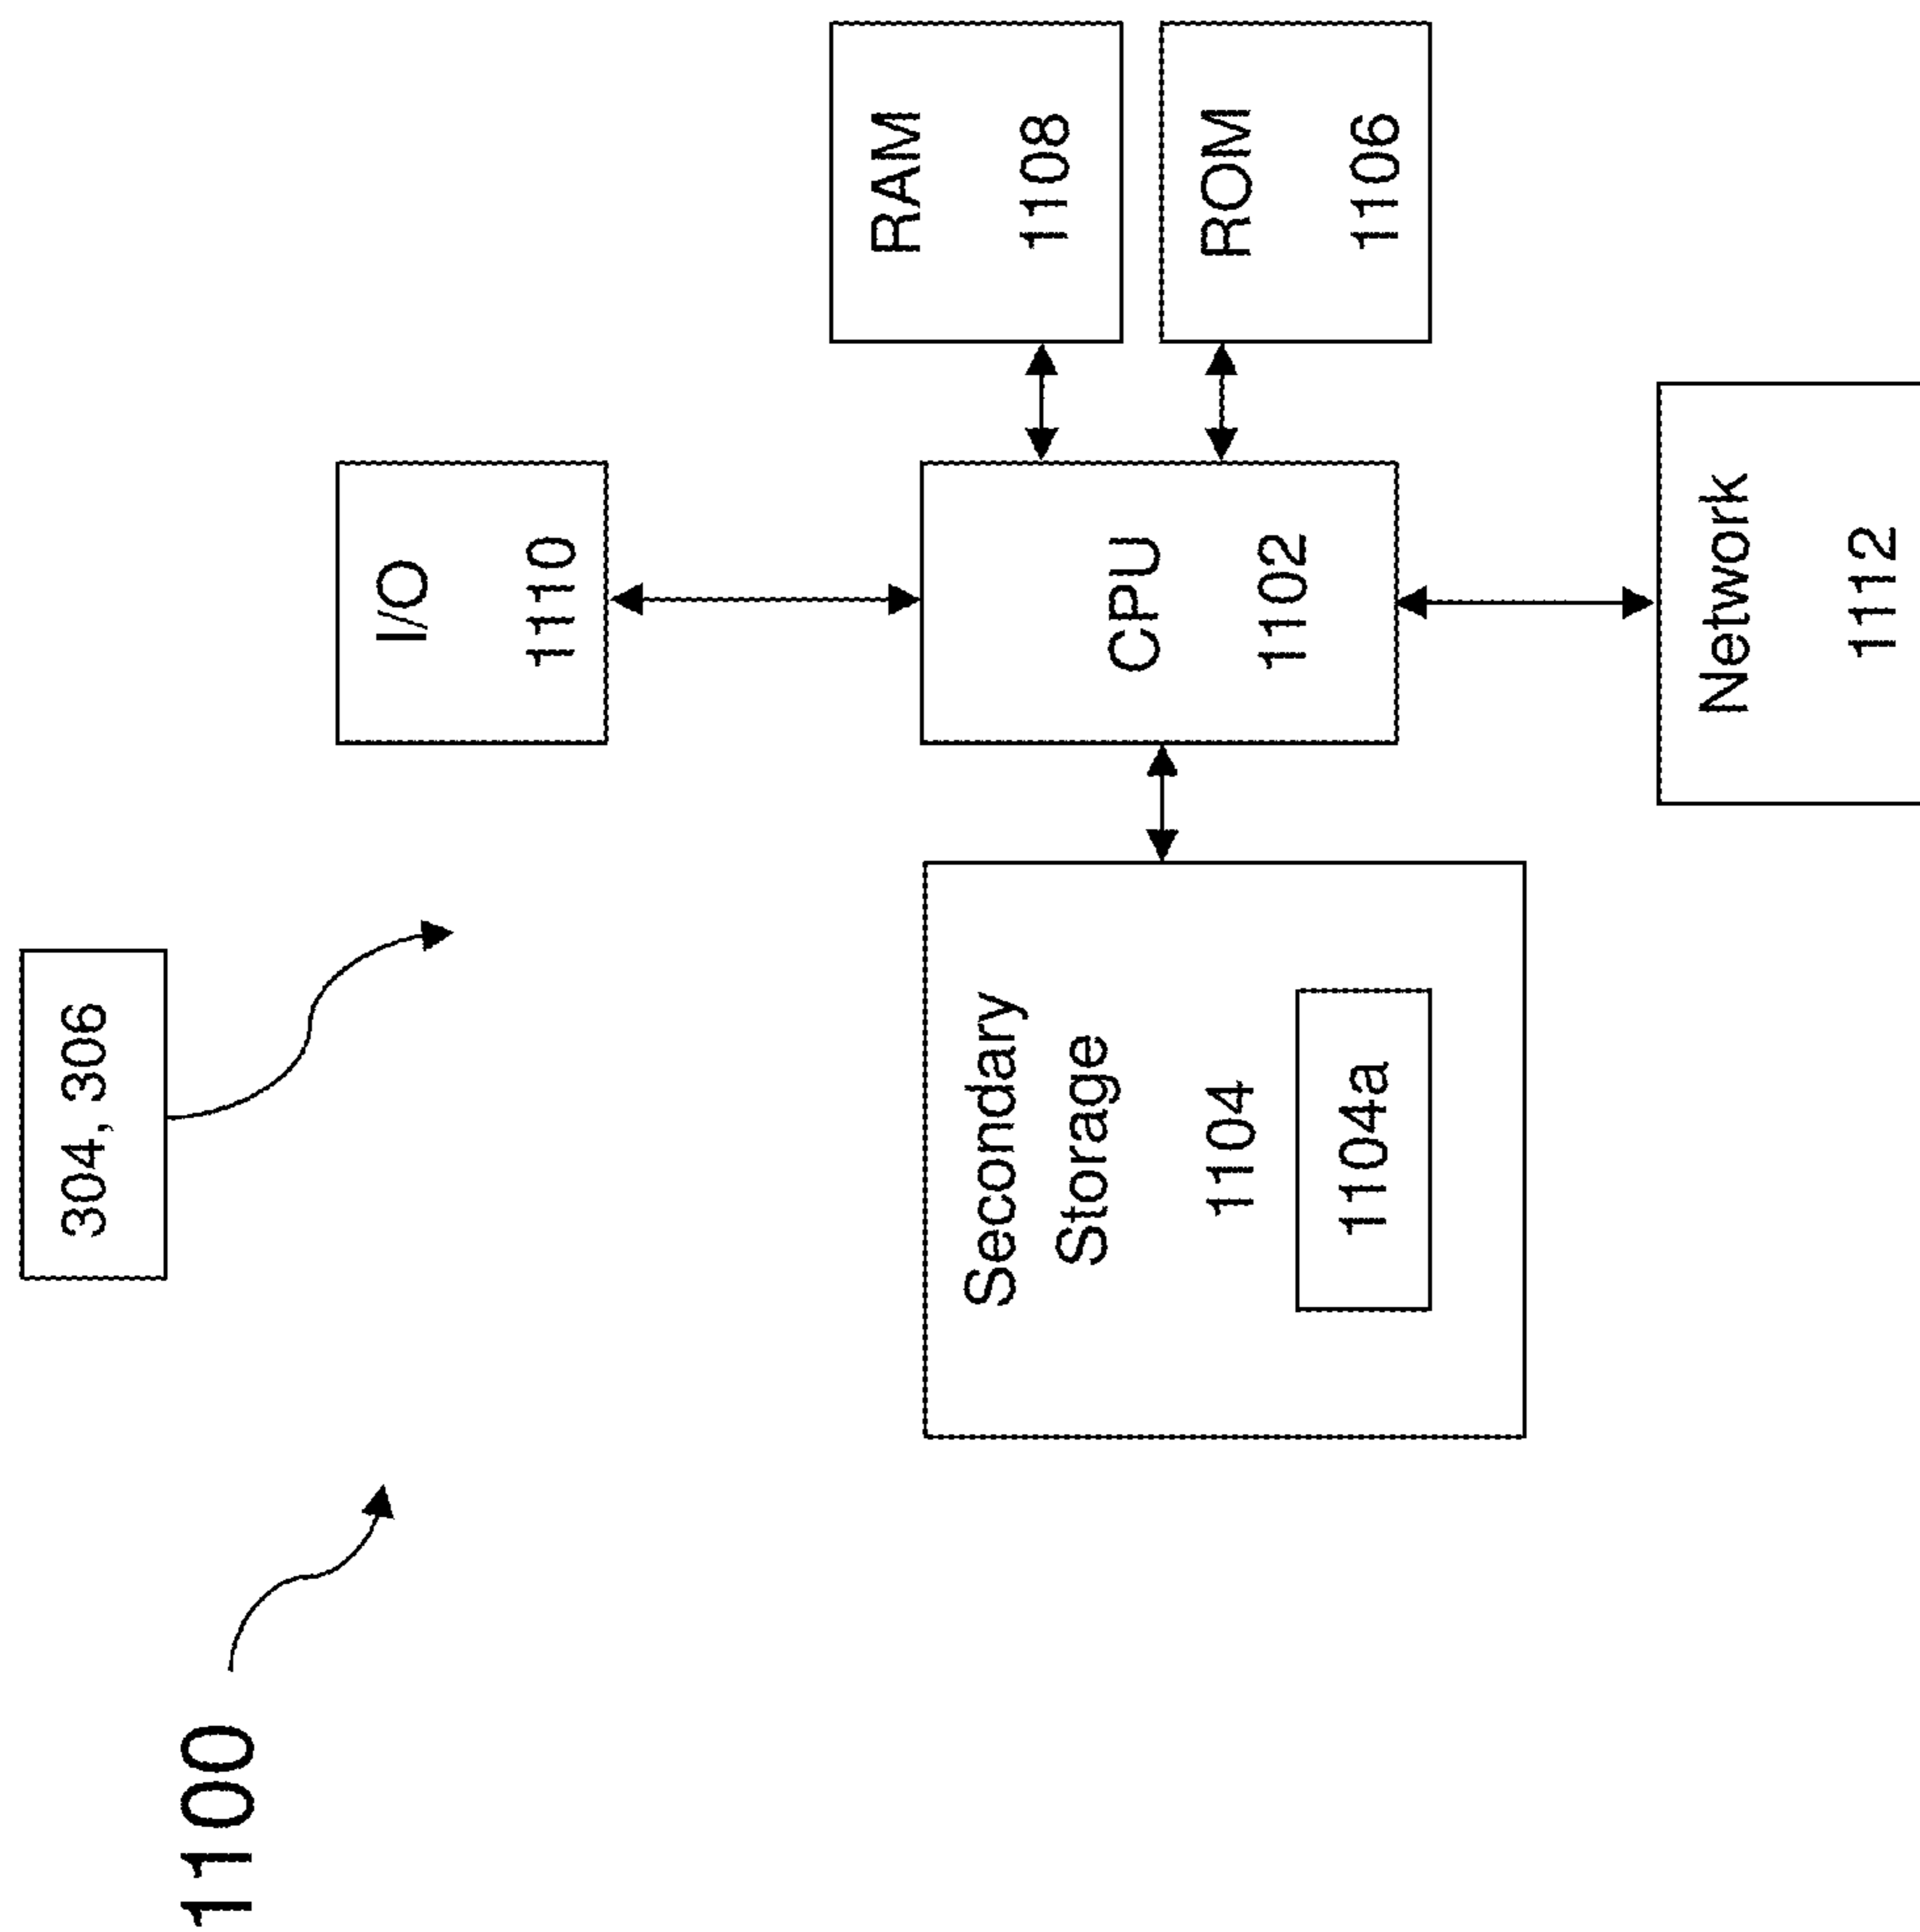 1100
304, 306
I/O
1110
RAM
1108
Secondary
Storage
1104
1104a
CPU
1102
ROM
1106
Network
1112